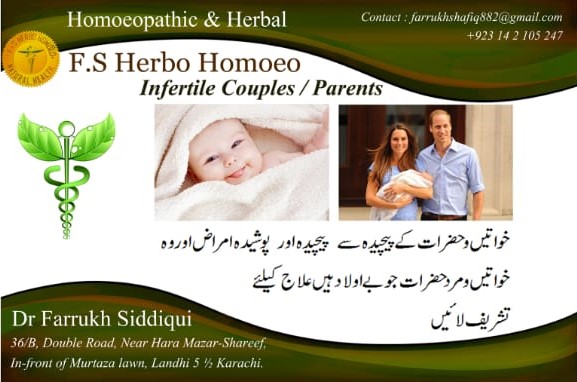 Homoeopathic & Herbal
Contact : farrukhshafiq882@gmail.com
+923 14 2 105 247
F.S Herbo Homoeo
Infertile Couples / Parents
خواتین و حضرات کے پیچیدہ سے پیچیدہ اور پوشیدہ امراض اور وہ
خواتین و مرد حضرات جو بے اولاد ہیں علاج کیلئے
تشریف لائیں
Dr Farrukh Siddiqui
36/B, Double Road, Near Hara Mazar-Shareef,
In-front of Murtaza lawn, Landhi 5 ½ Karachi.